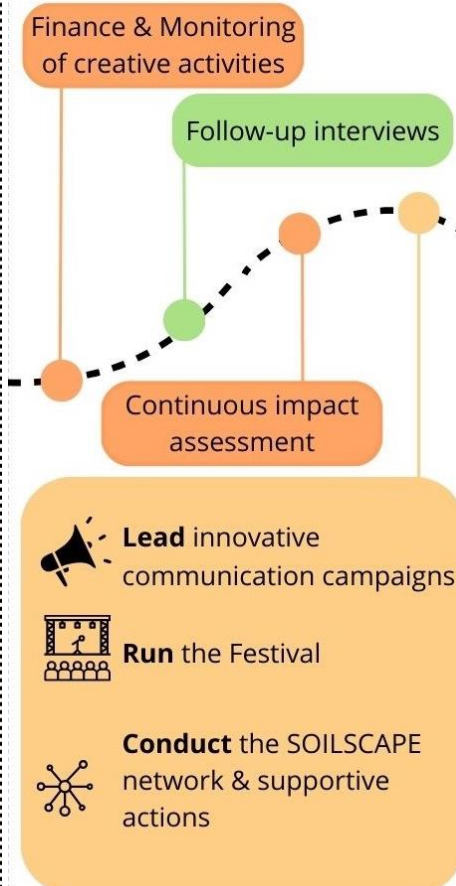 Finance & Monitoring
of creative activities
Follow-up interviews
Continuous impact
assessment
Lead innovative
communication campaigns
Run the Festival
Conduct the SOILSCAPE
network & supportive
actions